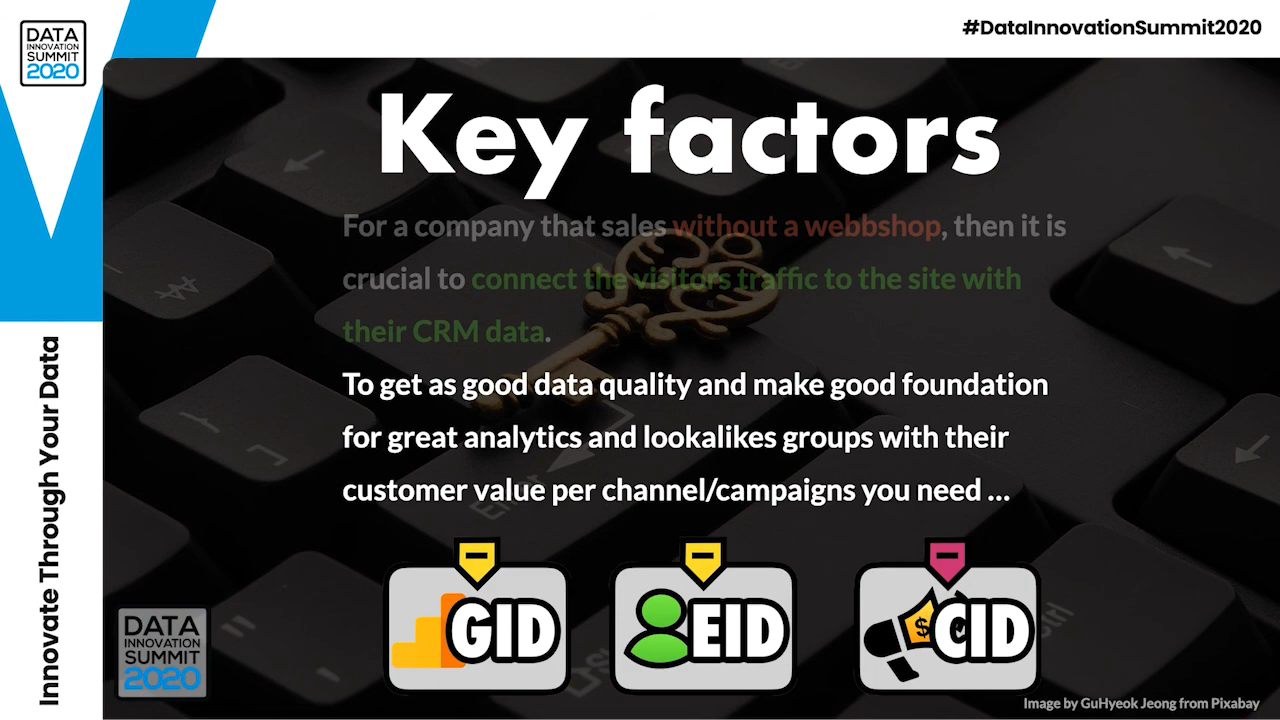 DATA
INNOVATION
SUMMIT
2020
#DataInnovationSummit2020
Key factors
For a company that sales without a webbshop, then it is
crucial to connect the visitors traffic to the site with
their CRM data.
To get as good data quality and make good foundation
for great analytics and lookalikes groups with their
customer value per channel/campaigns you need ...
GID
EID
CID
Innovate Through Your Data
DATA
INNOVATION
SUMMIT
2020
Enter
Image by GuHyeok Jeong from Pixabay